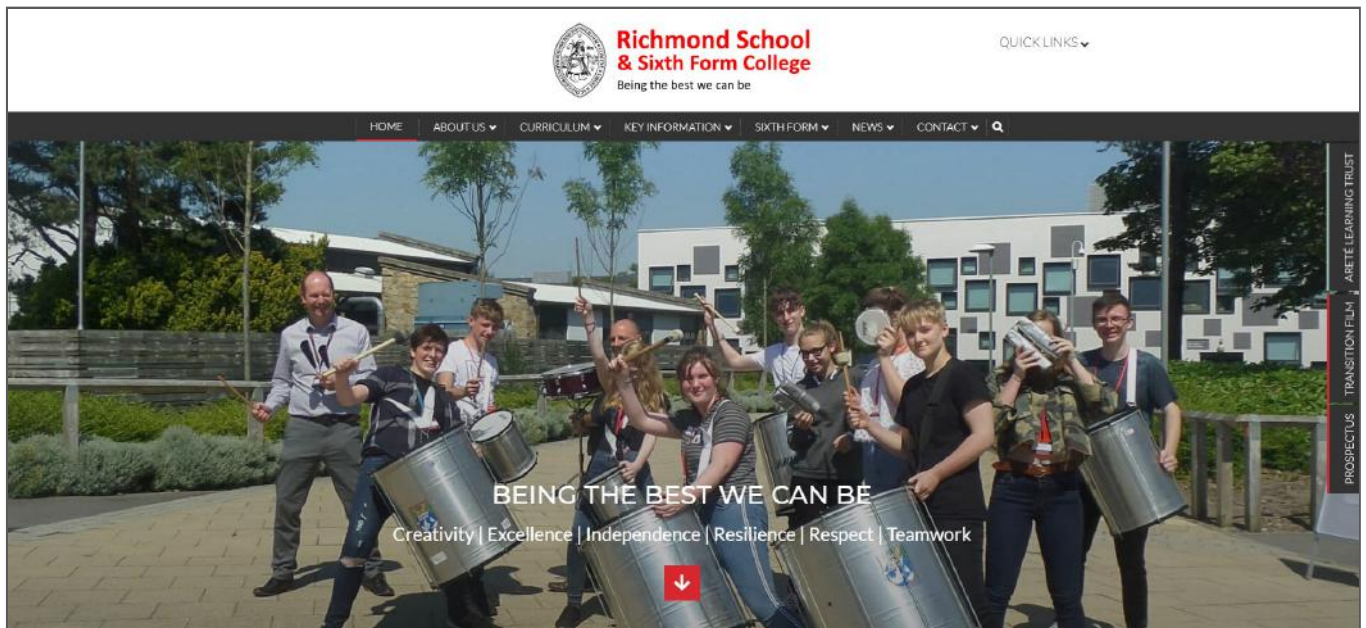 Richmond School
& Sixth Form College
Being the best we can be
QUICK LINKS
HOME ABOUT US CURRICULUM KEY INFORMATION SIXTH FORM NEWS CONTACT
ARETÉ LEARNING TRUST
TRANSITION FILM
PROSPECTUS
BEING THE BEST WE CAN BE
Creativity | Excellence | Independence | Resilience | Respect | Teamwork